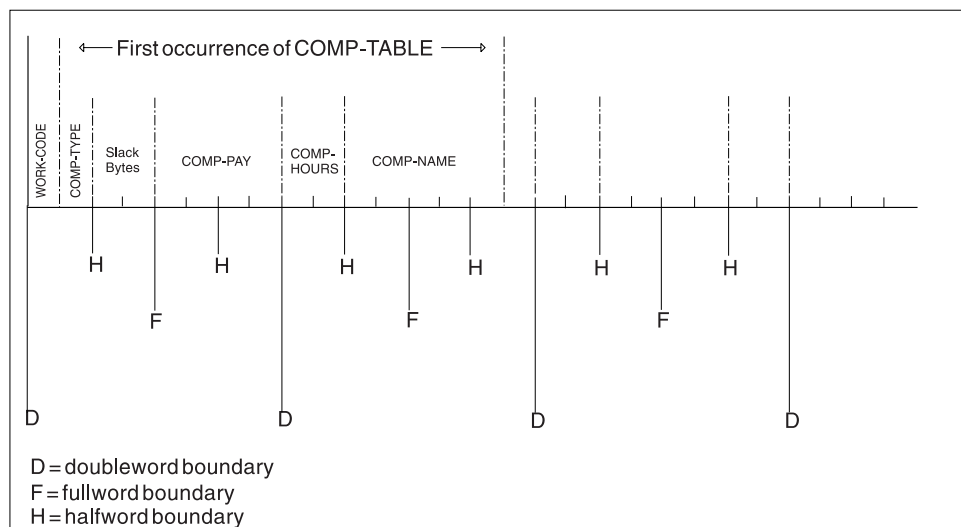 First occurrence of COMP-TABLE
WORK-CODE
COMP-TYPE
Slack
Bytes
COMP-PAY
COMP-
HOURS
COMP-NAME
H H H H H H
F F F
D D D D
D = doubleword boundary
F = fullword boundary
H = halfword boundary